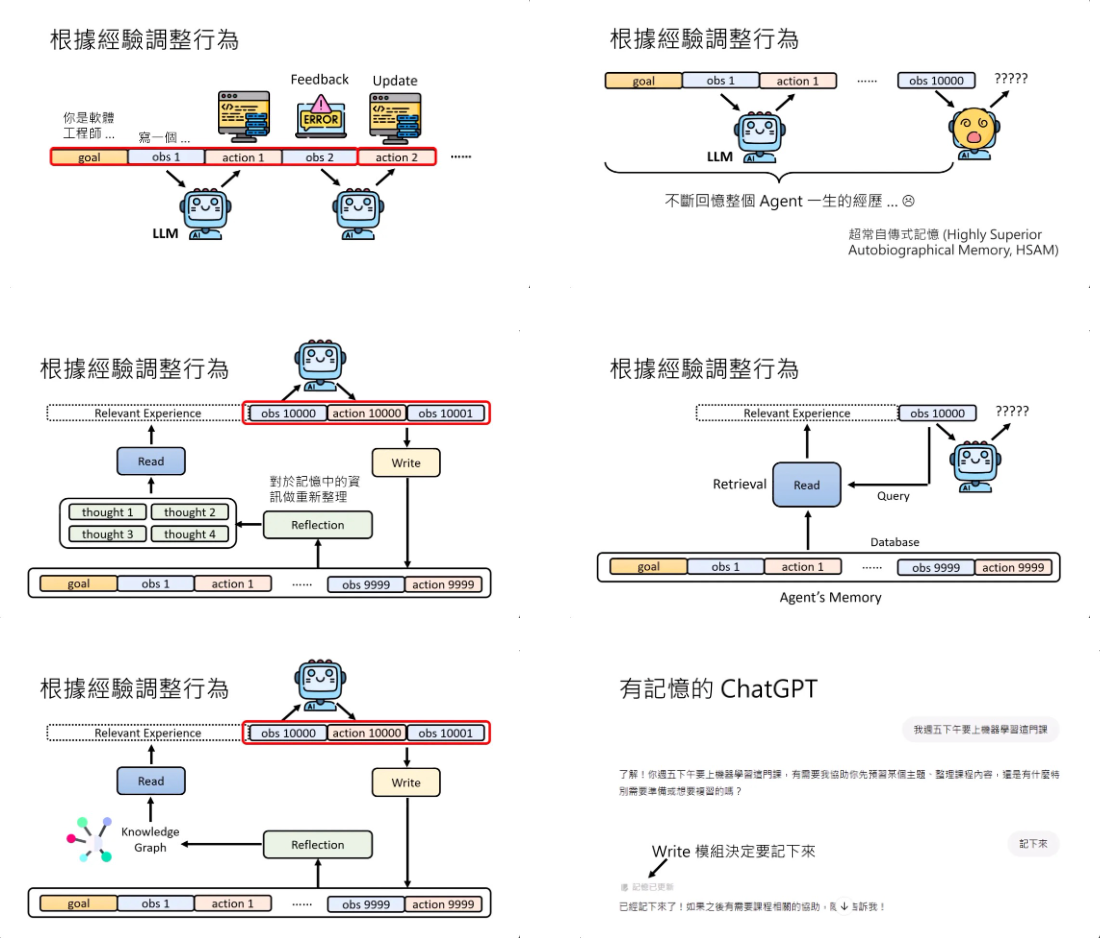 根據經驗調整行為
Feedback
Update
你是軟體
工程師 ...
寫一個 ...
ERROR
goal
obs 1
action 1
obs 2
action 2
......
LLM
AI
AI
根據經驗調整行為
goal
obs 1
action 1
......
obs 10000
?????
LLM
AI
AI
不斷回憶整個 Agent 一生的經歷 ... ☹
超常自傳式記憶 (Highly Superior
Autobiographical Memory, HSAM)
根據經驗調整行為
AI
Relevant Experience
obs 10000
action 10000
obs 10001
Read
Write
對於記憶中的資
訊做重新整理
thought 1
thought 2
thought 3
thought 4
Reflection
goal
obs 1
action 1
......
obs 9999
action 9999
根據經驗調整行為
Relevant Experience
obs 10000
?????
AI
Retrieval
Read
Query
Database
goal
obs 1
action 1
......
obs 9999
action 9999
Agent's Memory
根據經驗調整行為
AI
Relevant Experience
obs 10000
action 10000
obs 10001
Read
Write
Knowledge
Graph
Reflection
goal
obs 1
action 1
......
obs 9999
action 9999
有記憶的 ChatGPT
我週五下午要上機器學習這門課
了解！你週五下午要上機器學習這門課，有需要我協助你先預習某個主題、整理課程內容，還是有什麼特
別需要準備或想要複習的嗎？
記下來
Write 模組決定要記下來
記憶已更新
已經記下來了！如果之後有需要課程相關的協助，訴我！